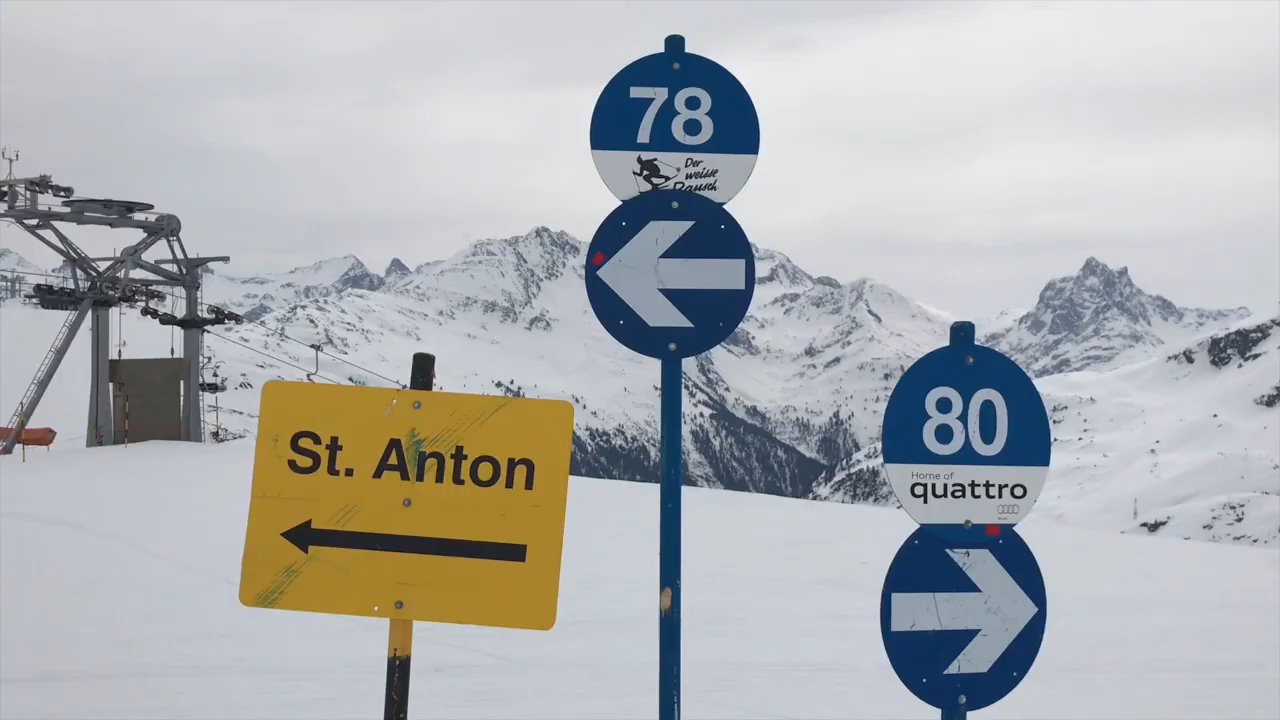 78
Der
weisse
Rausch
St. Anton
80
Home of
quattro